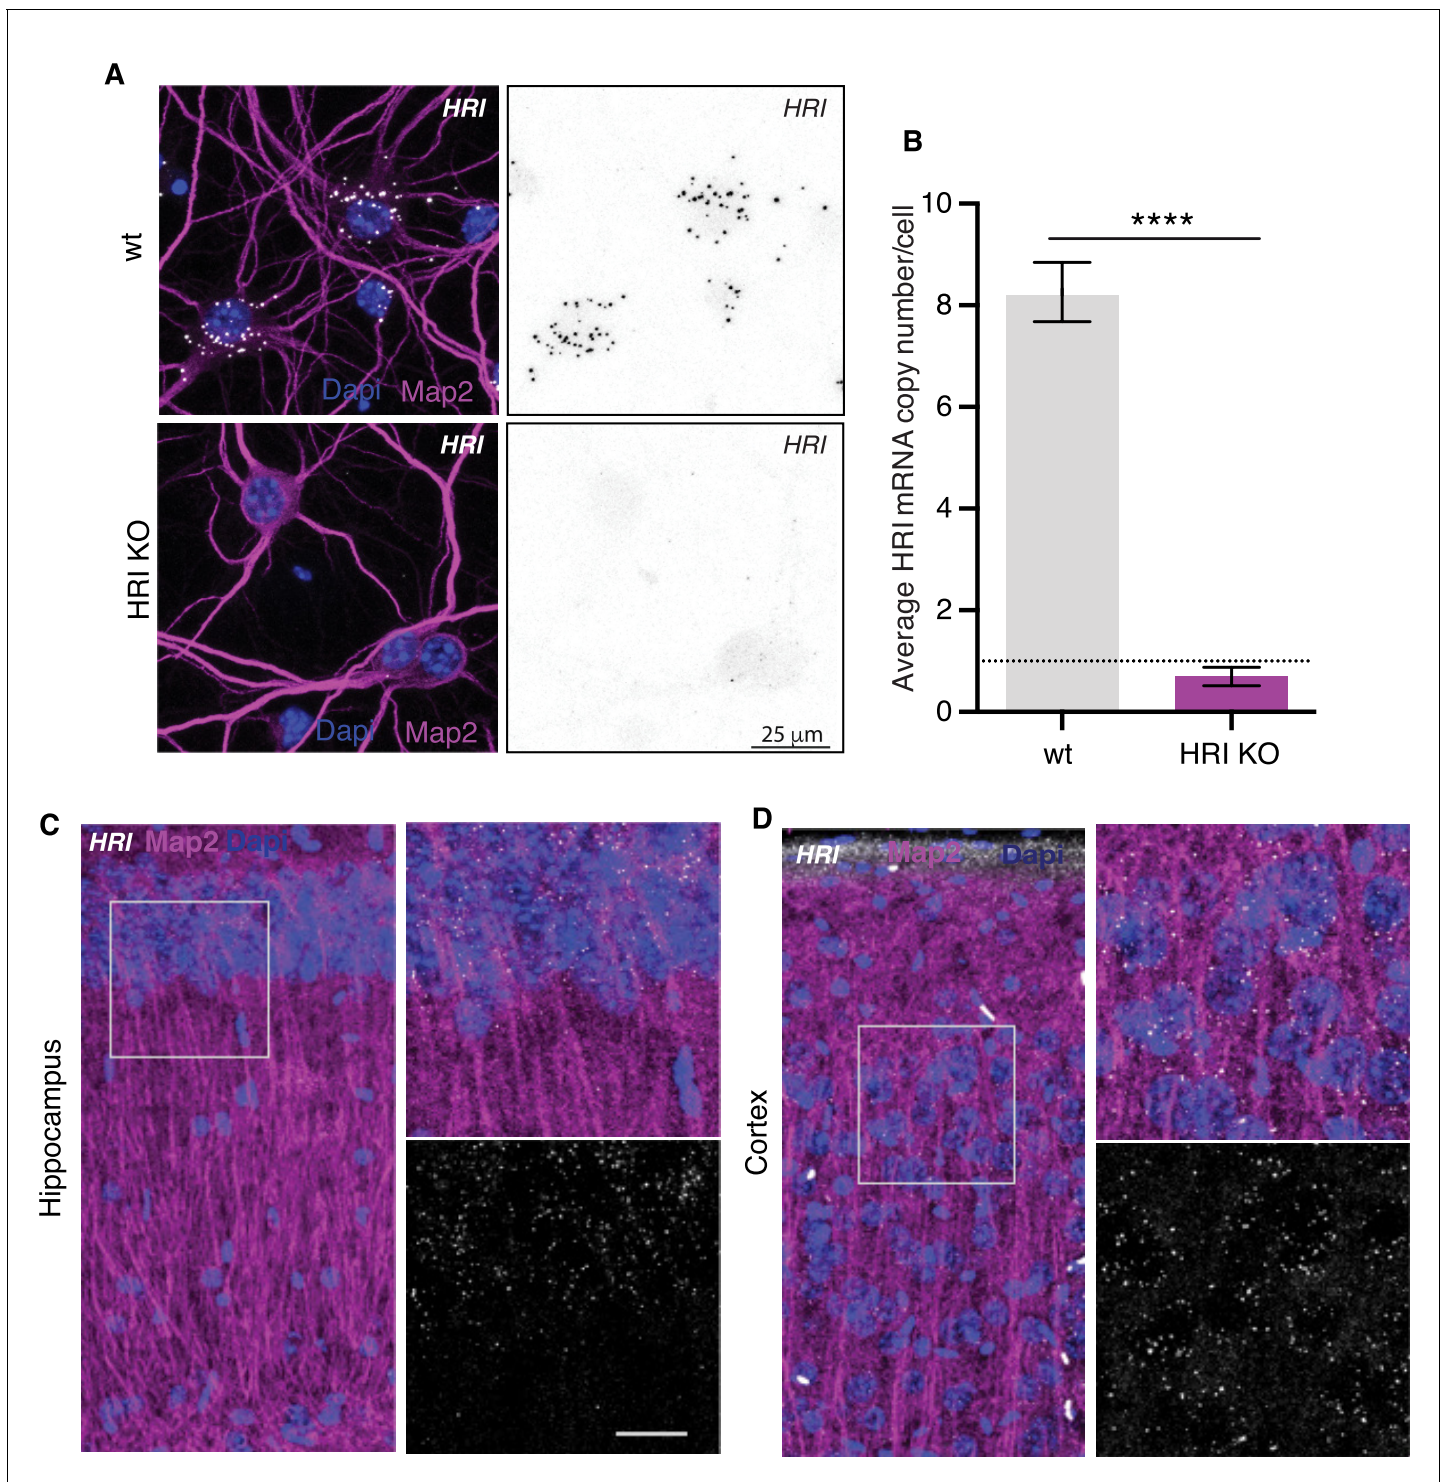 A
wt
HRI
Dapi Map2
HRI
HRI KO
HRI
Dapi Map2
HRI
25 µm
B
Average HRI mRNA copy number/cell
10
8
6
4
2
0
****
wt
HRI KO
C
Hippocampus
HRI Map2 Dapi
D
Cortex
HRI Map2 Dapi